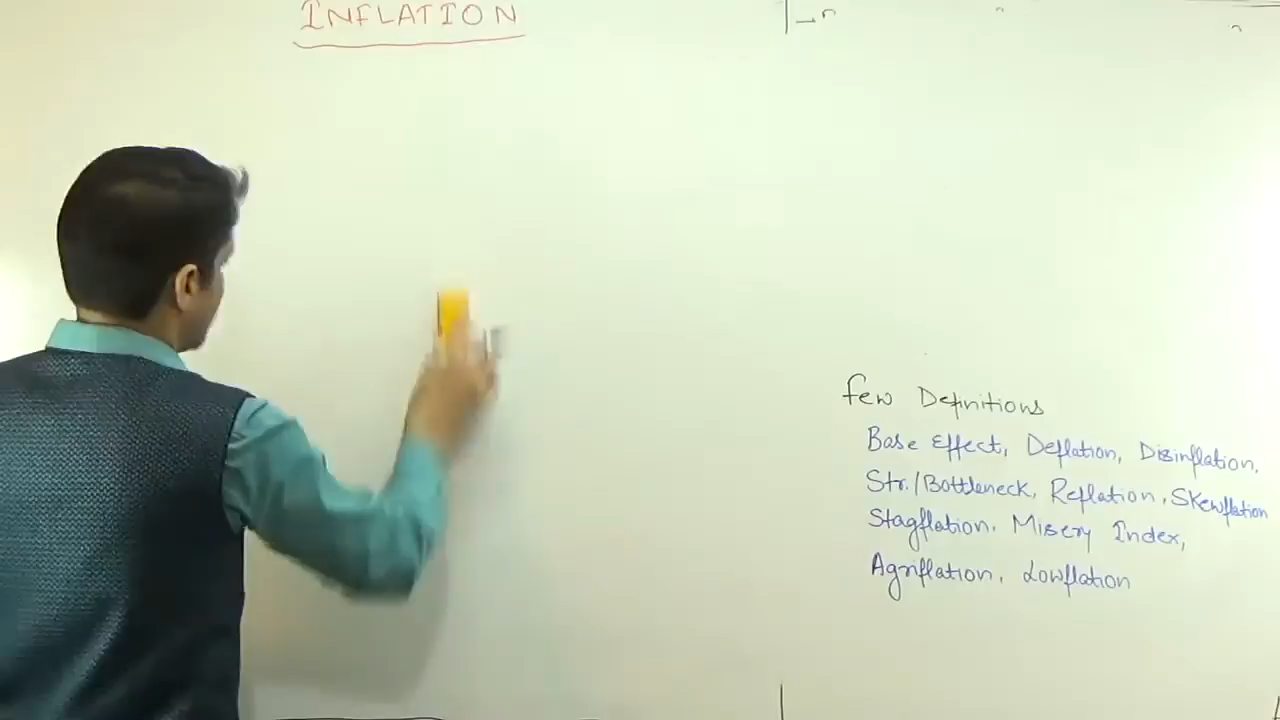 INFLATION
Few Definitions
Base Effect, Deflation, Disinflation,
Str./Bottleneck, Reflation, Skewflation
Stagflation, Misery Index,
Agriflation, Lowflation